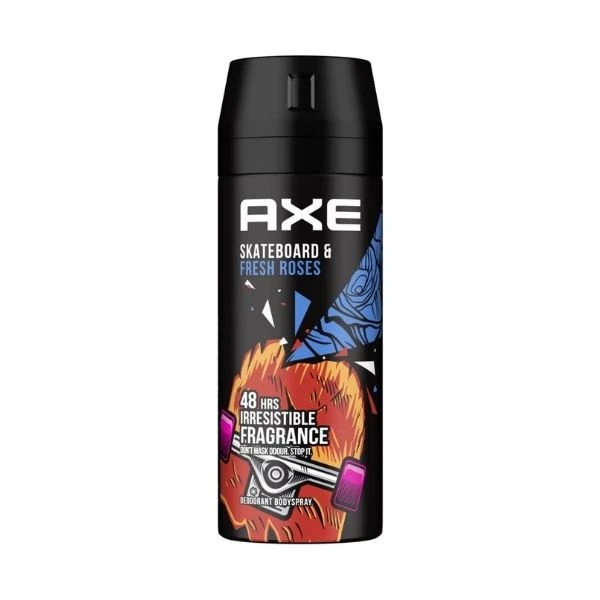 AXE
SKATEBOARD &
FRESH ROSES
48 HRS
IRRESISTIBLE
FRAGRANCE
DON'T MASK ODOUR. STOP IT.
DEODORANT BODYSPRAY